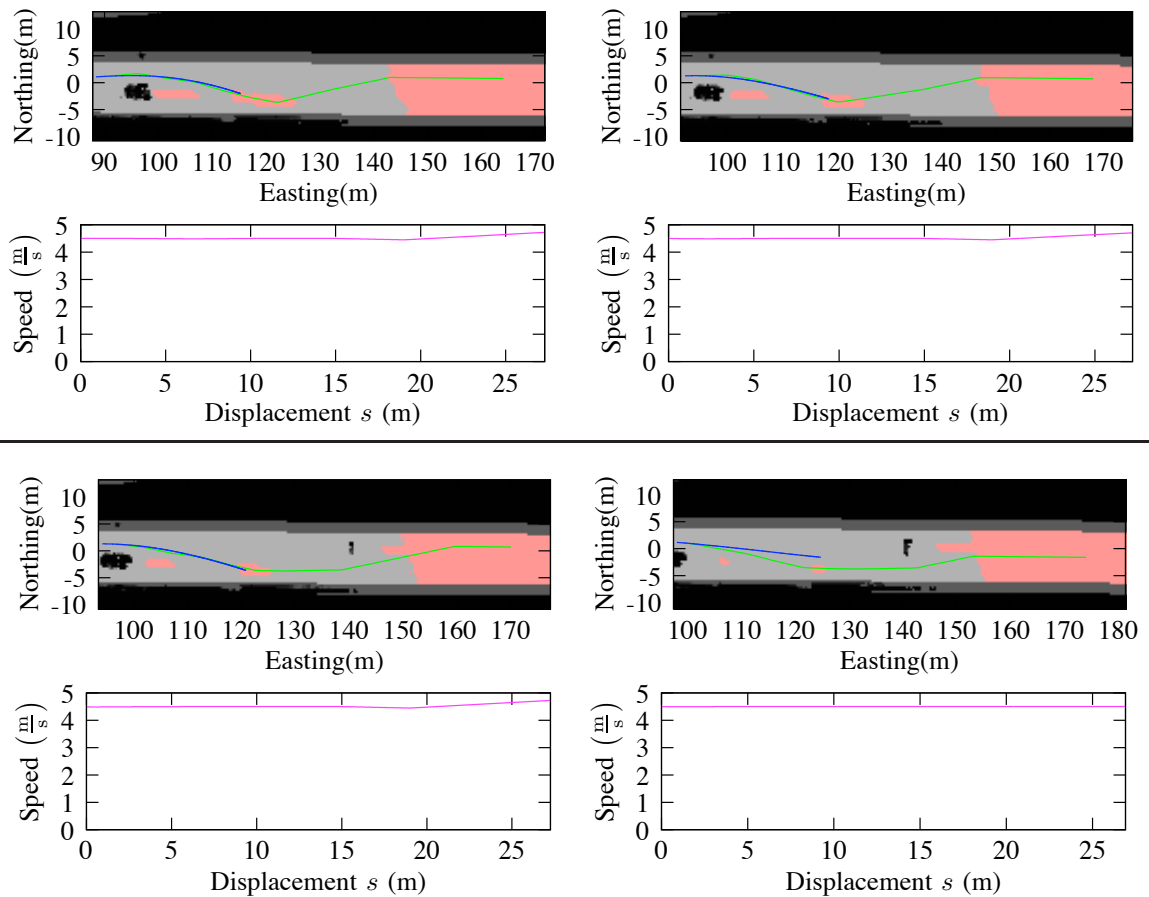 10 5 0 -5 -10
Northing(m)
90 100 110 120 130 140 150 160 170
Easting(m)
10 5 0 -5 -10
Northing(m)
100 110 120 130 140 150 160 170
Easting(m)
5 4 3 2 1 0
Speed (m/s)
0 5 10 15 20 25
Displacement s (m)
5 4 3 2 1 0
Speed (m/s)
0 5 10 15 20 25
Displacement s (m)
10 5 0 -5 -10
Northing(m)
100 110 120 130 140 150 160 170
Easting(m)
10 5 0 -5 -10
Northing(m)
100 110 120 130 140 150 160 170 180
Easting(m)
5 4 3 2 1 0
Speed (m/s)
0 5 10 15 20 25
Displacement s (m)
5 4 3 2 1 0
Speed (m/s)
0 5 10 15 20 25
Displacement s (m)